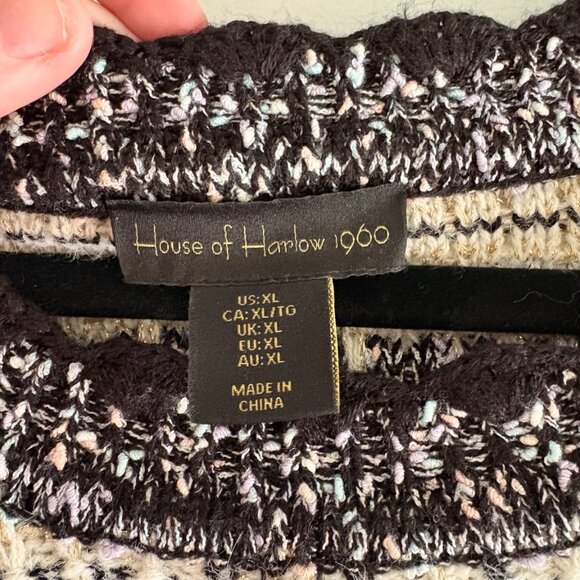 House of Harlow 1960
US: XL
CA: XL/TG
UK: XL
EU: XL
AU: XL
MADE IN
CHINA